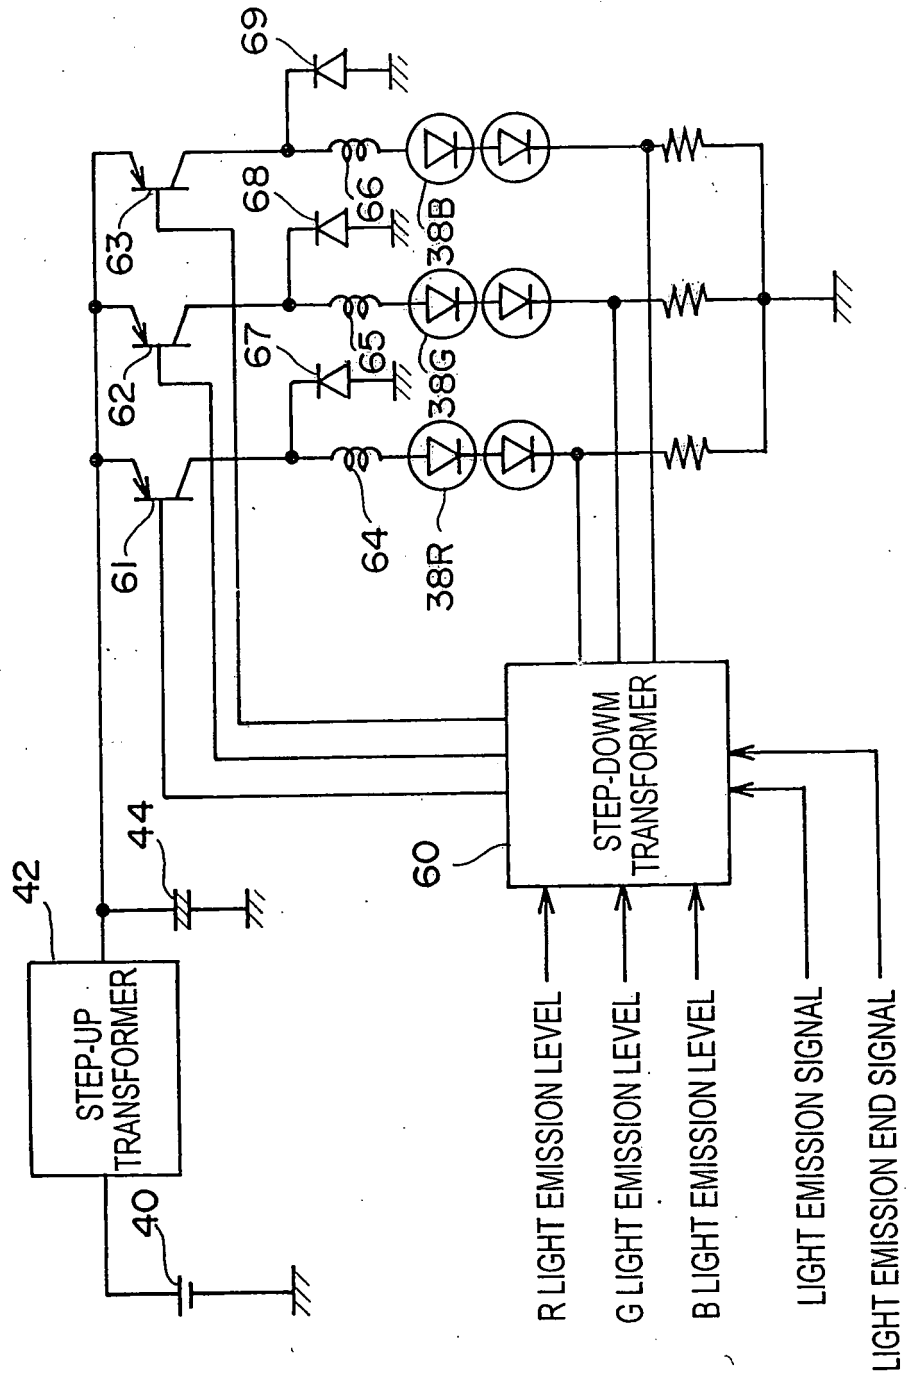 42
STEP-UP
TRANSFORMER
40
44
61
62
63
67
68
69
64
65
66
38R
38G
38B
60
STEP-DOWM
TRANSFORMER
R LIGHT EMISSION LEVEL
G LIGHT EMISSION LEVEL
B LIGHT EMISSION LEVEL
LIGHT EMISSION SIGNAL
LIGHT EMISSION END SIGNAL